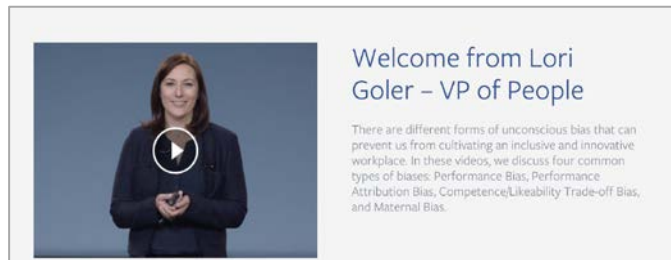 Welcome from Lori
Goler – VP of People
There are different forms of unconscious bias that can
prevent us from cultivating an inclusive and innovative
workplace. In these videos, we discuss four common
types of biases: Performance Bias, Performance
Attribution Bias, Competence/Likeability Trade-off Bias,
and Maternal Bias.